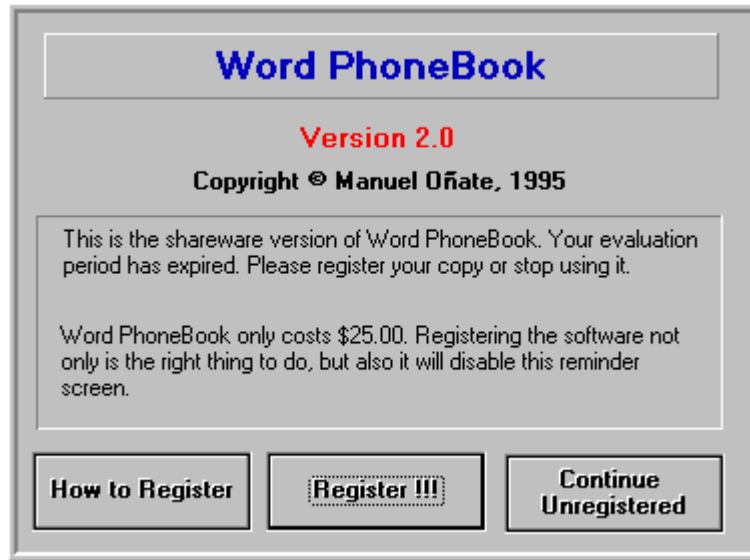 Word PhoneBook
Version 2.0
Copyright © Manuel Oñate, 1995
This is the shareware version of Word PhoneBook. Your evaluation
period has expired. Please register your copy or stop using it.
Word PhoneBook only costs $25.00. Registering the software not
only is the right thing to do, but also it will disable this reminder
screen.
How to Register
Register !!!
Continue
Unregistered